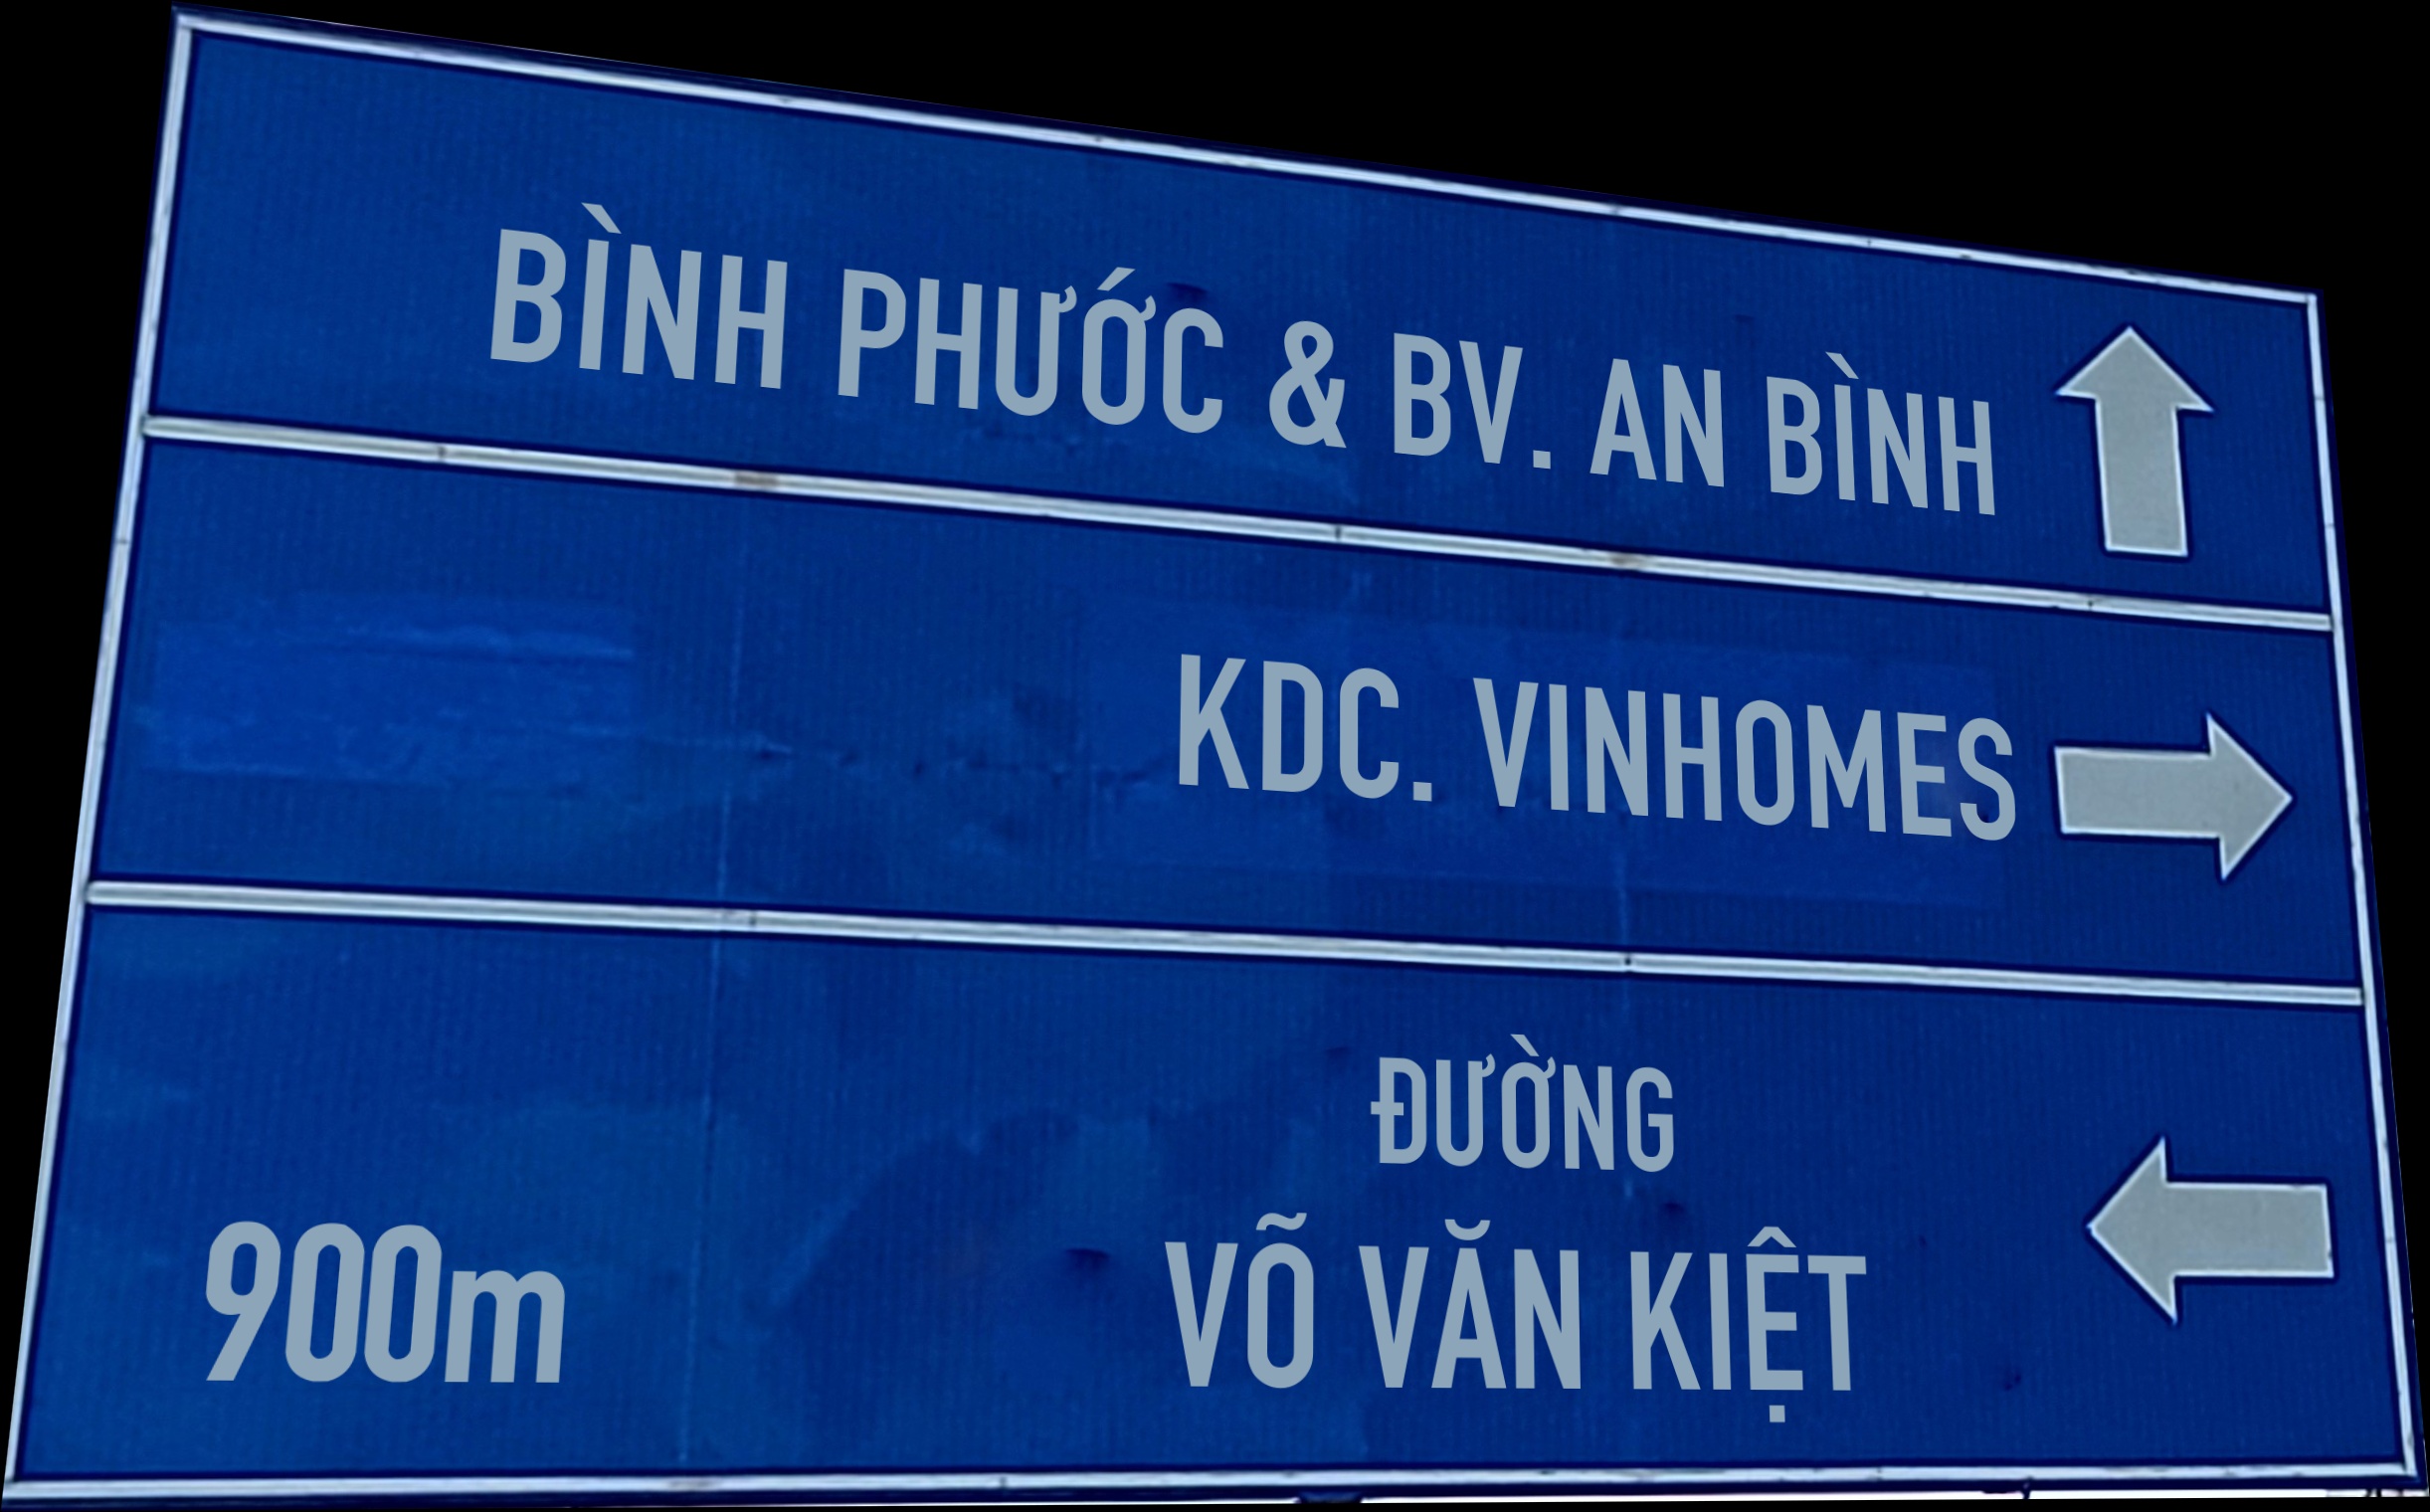 BÌNH PHƯỚC & BV. AN BÌNH
KDC. VINHOMES
ĐƯỜNG
VÕ VĂN KIỆT
900m